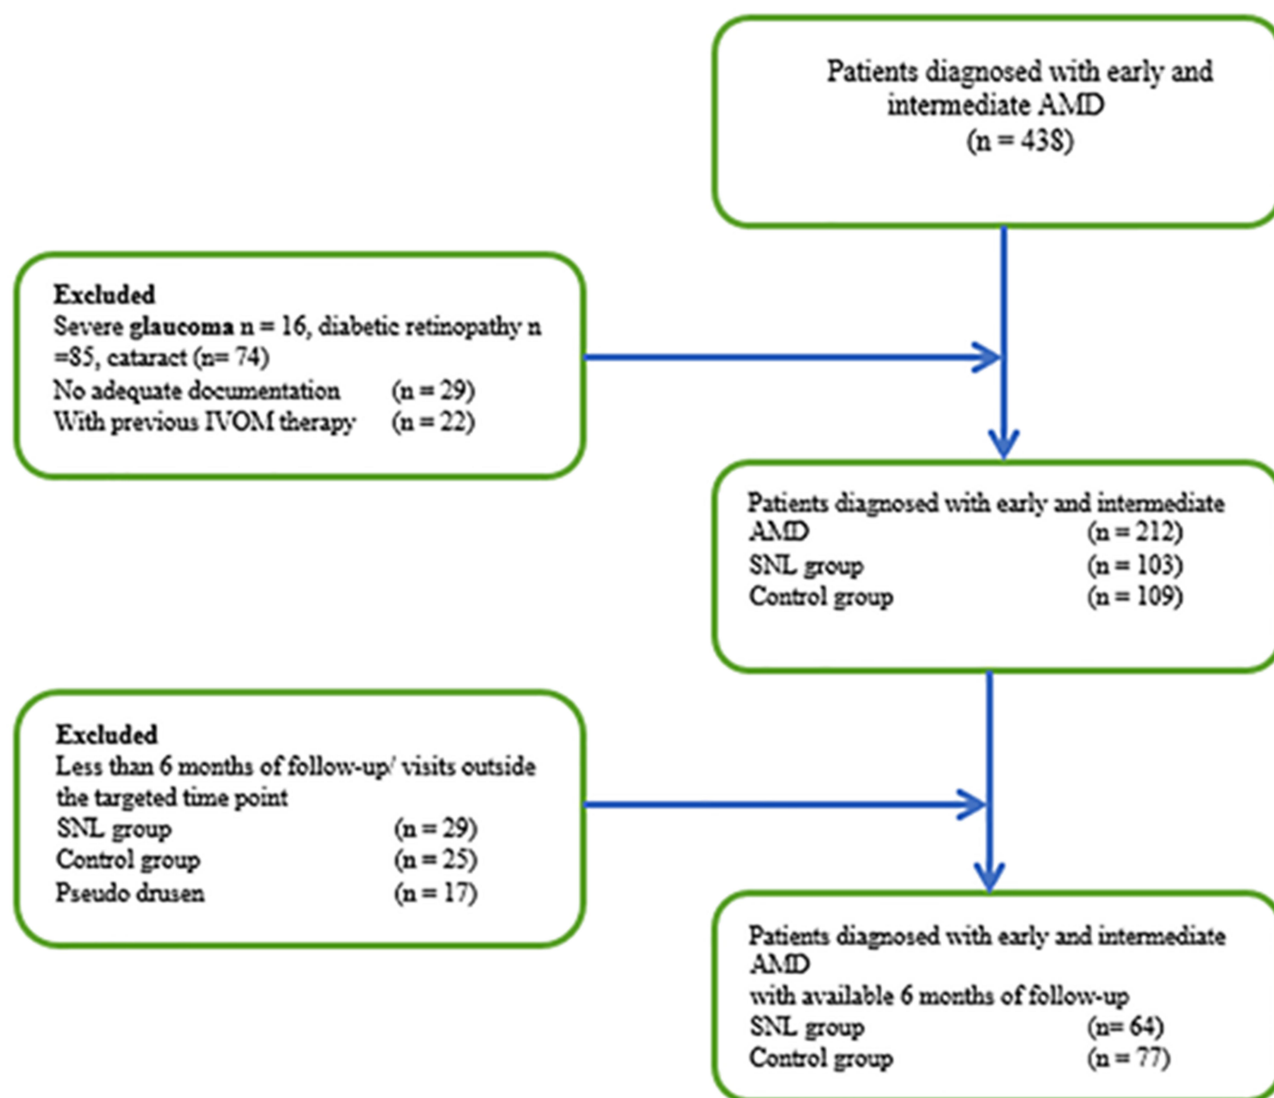 Patients diagnosed with early and
intermediate AMD
(n = 438)
Excluded
Severe glaucoma n = 16, diabetic retinopathy n
=85, cataract (n= 74)
No adequate documentation (n = 29)
With previous IVOM therapy (n = 22)
Patients diagnosed with early and intermediate
AMD (n = 212)
SNL group (n = 103)
Control group (n = 109)
Excluded
Less than 6 months of follow-up/ visits outside
the targeted time point
SNL group (n = 29)
Control group (n = 25)
Pseudo drusen (n = 17)
Patients diagnosed with early and intermediate
AMD
with available 6 months of follow-up
SNL group (n= 64)
Control group (n = 77)